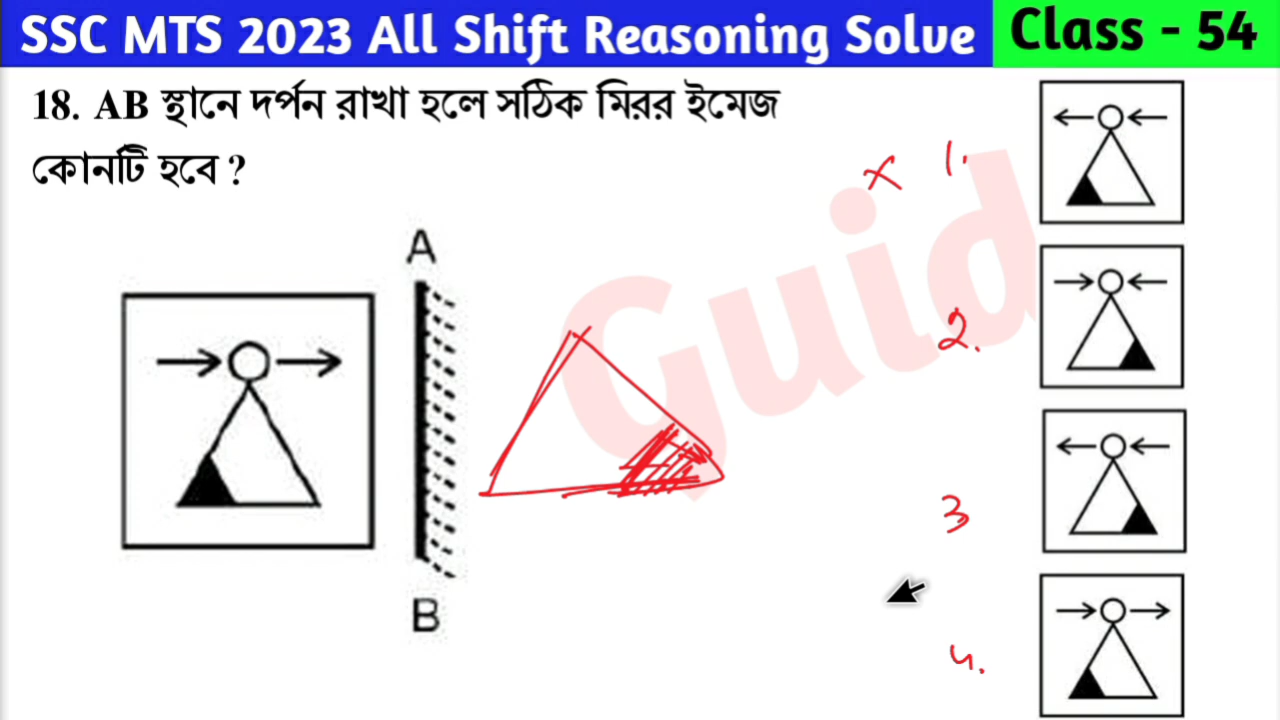 SSC MTS 2023 All Shift Reasoning Solve
Class - 54
18. AB স্থানে দর্পন রাখা হলে সঠিক মিরর ইমেজ
কোনটি হবে ?
A
B
Guid
x 1.
2.
3
4.